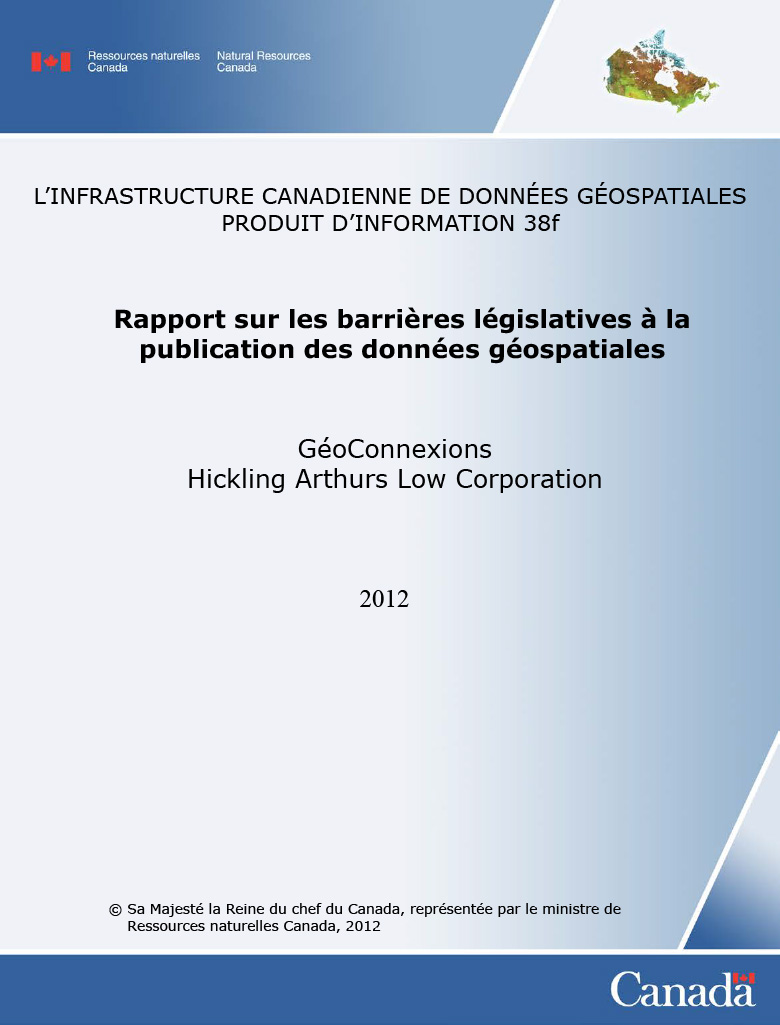 Ressources naturelles Canada
Natural Resources Canada
L’INFRASTRUCTURE CANADIENNE DE DONNÉES GÉOSPATIALES
PRODUIT D’INFORMATION 38f
Rapport sur les barrières législatives à la
publication des données géospatiales
GéoConnexions
Hickling Arthurs Low Corporation
2012
© Sa Majesté la Reine du chef du Canada, représentée par le ministre de
Ressources naturelles Canada, 2012
Canada